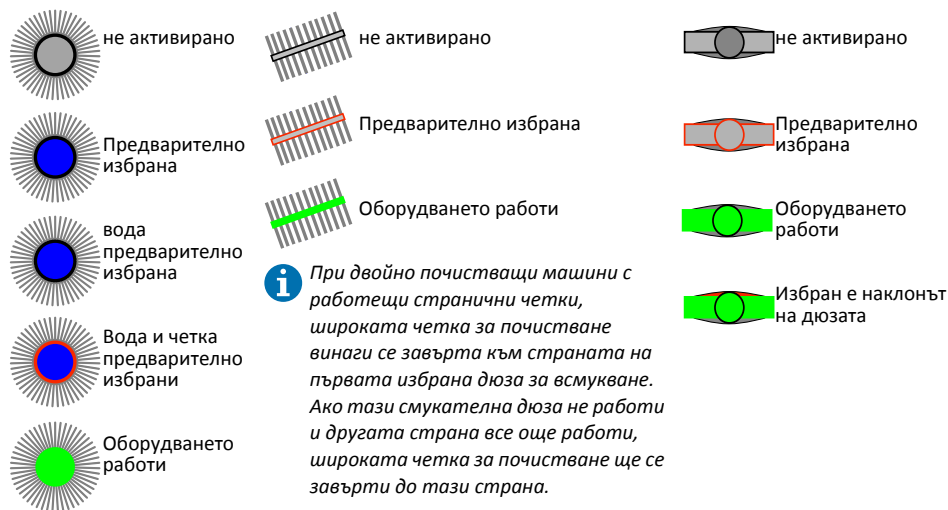 не активирано
Предварително
избрана
вода
предварително
избрана
Вода и четка
предварително
избрани
Оборудването
работи
не активирано
Предварително избрана
Оборудването работи
При двойно почистващи машини с
работещи странични четки,
широката четка за почистване
винаги се завърта към страната на
първата избрана дюза за всмукване.
Ако тази смукателна дюза не работи
и другата страна все още работи,
широката четка за почистване ще се
завърти до тази страна.
не активирано
Предварително
избрана
Оборудването
работи
Избран е наклонът
на дюзата